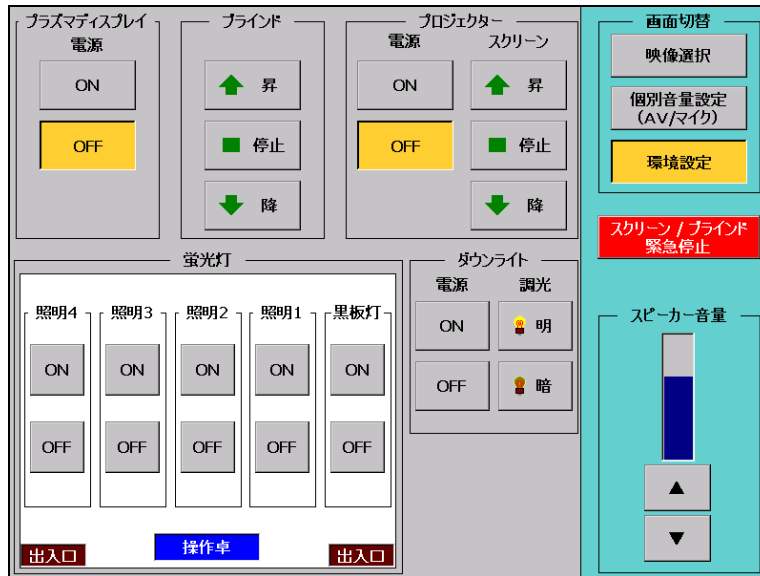 プラズマディスプレイ
電源
ON
OFF
ブラインド
昇
停止
降
プロジェクター
電源
スクリーン
ON
昇
OFF
停止
降
蛍光灯
照明4
照明3
照明2
照明1
黒板灯
ON
ON
ON
ON
ON
OFF
OFF
OFF
OFF
OFF
出入口
操作卓
出入口
ダウンライト
電源
調光
ON
明
OFF
暗
画面切替
映像選択
個別音量設定
(AV/マイク)
環境設定
スクリーン / ブラインド
緊急停止
スピーカー音量